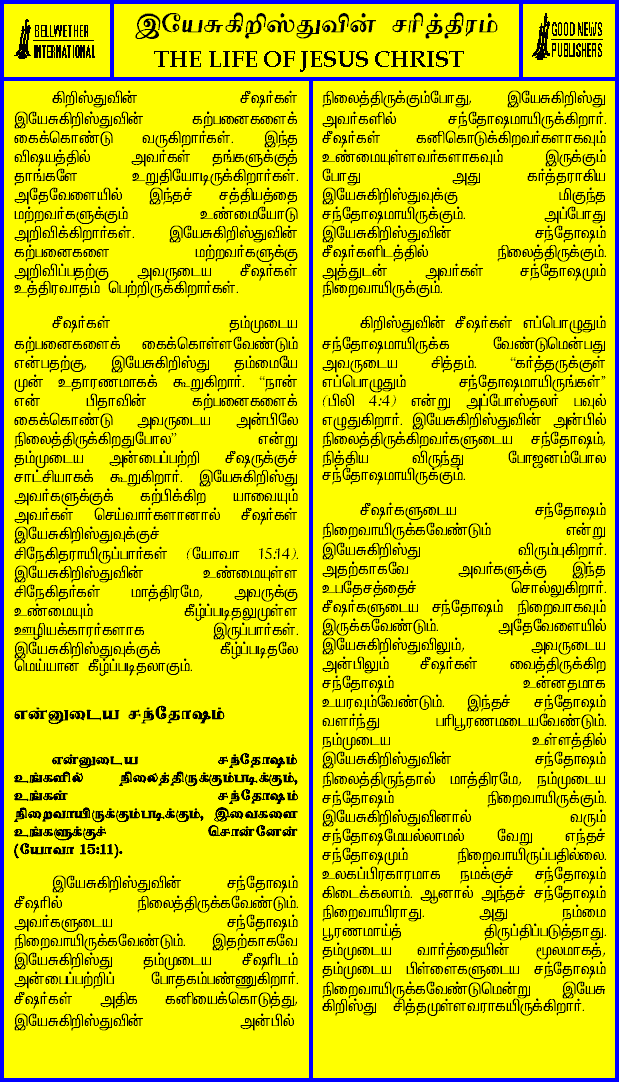 BELLWETHER
INTERNATIONAL
இயேசுகிறிஸ்துவின் சரித்திரம்
THE LIFE OF JESUS CHRIST
GOOD NEWS
PUBLISHERS
கிறிஸ்துவின் சீஷர்கள்
இயேசுகிறிஸ்துவின் கற்பனைகளைக்
கைக்கொண்டு வருகிறார்கள். இந்த
விஷயத்தில் அவர்கள் தங்களுக்குத்
தாங்களே உறுதியோடிருக்கிறார்கள்.
அதேவேளையில் இந்தச் சத்தியத்தை
மற்றவர்களுக்கும் உண்மையோடு
அறிவிக்கிறார்கள். இயேசுகிறிஸ்துவின்
கற்பனைகளை மற்றவர்களுக்கு
அறிவிப்பதற்கு அவருடைய சீஷர்கள்
உத்திரவாதம் பெற்றிருக்கிறார்கள்.
சீஷர்கள் தம்முடைய
கற்பனைகளைக் கைக்கொள்ளவேண்டும்
என்பதற்கு, இயேசுகிறிஸ்து தம்மையே
முன் உதாரணமாகக் கூறுகிறார். “நான்
என் பிதாவின் கற்பனைகளைக்
கைக்கொண்டு அவருடைய அன்பிலே
நிலைத்திருக்கிறதுபோல” என்று
தம்முடைய அன்பைப்பற்றி சீஷருக்குச்
சாட்சியாகக் கூறுகிறார். இயேசுகிறிஸ்து
அவர்களுக்குக் கற்பிக்கிற யாவையும்
அவர்கள் செய்வார்களானால் சீஷர்கள்
இயேசுகிறிஸ்துவுக்குச்
சிநேகிதராயிருப்பார்கள் (யோவா 15:14).
இயேசுகிறிஸ்துவின் உண்மையுள்ள
சிநேகிதர்கள் மாத்திரமே, அவருக்கு
உண்மையும் கீழ்ப்படிதலுமுள்ள
ஊழியக்காரர்களாக இருப்பார்கள்.
இயேசுகிறிஸ்துவுக்குக் கீழ்ப்படிதலே
மெய்யான கீழ்ப்படிதலாகும்.
என்னுடைய சந்தோஷம்
என்னுடைய சந்தோஷம்
உங்களில் நிலைத்திருக்கும்படிக்கும்,
உங்கள் சந்தோஷம்
நிறைவாயிருக்கும்படிக்கும், இவைகளை
உங்களுக்குச் சொன்னேன்
(யோவா 15:11).
இயேசுகிறிஸ்துவின் சந்தோஷம்
சீஷரில் நிலைத்திருக்கவேண்டும்.
அவர்களுடைய சந்தோஷம்
நிறைவாயிருக்கவேண்டும். இதற்காகவே
இயேசுகிறிஸ்து தம்முடைய சீஷரிடம்
அன்பைப்பற்றிப் போதகம்பண்ணுகிறார்.
சீஷர்கள் அதிக கனியைக்கொடுத்து,
இயேசுகிறிஸ்துவின் அன்பில்
நிலைத்திருக்கும்போது, இயேசுகிறிஸ்து
அவர்களில் சந்தோஷமாயிருக்கிறார்.
சீஷர்கள் கனிகொடுக்கிறவர்களாகவும்
உண்மையுள்ளவர்களாகவும் இருக்கும்
போது அது கர்த்தராகிய
இயேசுகிறிஸ்துவுக்கு மிகுந்த
சந்தோஷமாயிருக்கும். அப்போது
இயேசுகிறிஸ்துவின் சந்தோஷம்
சீஷர்களிடத்தில் நிலைத்திருக்கும்.
அத்துடன் அவர்கள் சந்தோஷமும்
நிறைவாயிருக்கும்.
கிறிஸ்துவின் சீஷர்கள் எப்பொழுதும்
சந்தோஷமாயிருக்க வேண்டுமென்பது
அவருடைய சித்தம். “கர்த்தருக்குள்
எப்பொழுதும் சந்தோஷமாயிருங்கள்”
(பிலி 4:4) என்று அப்போஸ்தலர் பவுல்
எழுதுகிறார். இயேசுகிறிஸ்துவின் அன்பில்
நிலைத்திருக்கிறவர்களுடைய சந்தோஷம்,
நித்திய விருந்து போஜனம்போல
சந்தோஷமாயிருக்கும்.
சீஷர்களுடைய சந்தோஷம்
நிறைவாயிருக்கவேண்டும் என்று
இயேசுகிறிஸ்து விரும்புகிறார்.
அதற்காகவே அவர்களுக்கு இந்த
உபதேசத்தைச் சொல்லுகிறார்.
சீஷர்களுடைய சந்தோஷம் நிறைவாகவும்
இருக்கவேண்டும். அதேவேளையில்
இயேசுகிறிஸ்துவிலும், அவருடைய
அன்பிலும் சீஷர்கள் வைத்திருக்கிற
சந்தோஷம் உன்னதமாக
உயரவும்வேண்டும். இந்தச் சந்தோஷம்
வளர்ந்து பரிபூரணமடையவேண்டும்.
நம்முடைய உள்ளத்தில்
இயேசுகிறிஸ்துவின் சந்தோஷம்
நிலைத்திருந்தால் மாத்திரமே, நம்முடைய
சந்தோஷம் நிறைவாயிருக்கும்.
இயேசுகிறிஸ்துவினால் வரும்
சந்தோஷமேயல்லாமல் வேறு எந்தச்
சந்தோஷமும் நிறைவாயிருப்பதில்லை.
உலகப்பிரகாரமாக நமக்குச் சந்தோஷம்
கிடைக்கலாம். ஆனால் அந்தச் சந்தோஷம்
நிறைவாயிராது. அது நம்மை
பூரணமாய்த் திருப்திப்படுத்தாது.
தம்முடைய வார்த்தையின் மூலமாகத்,
தம்முடைய பிள்ளைகளுடைய சந்தோஷம்
நிறைவாயிருக்கவேண்டுமென்று இயேசு
கிறிஸ்து சித்தமுள்ளவராகயிருக்கிறார்.